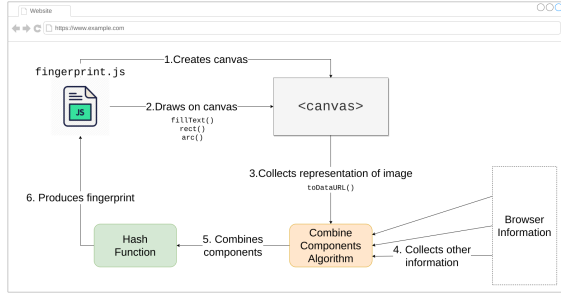 Website
https://www.example.com
1.Creates canvas
fingerprint.js
JS
2.Draws on canvas
fillText()
rect()
arc()
<canvas>
3.Collects representation of image
toDataURL()
6. Produces fingerprint
Hash
Function
5. Combines
components
Combine
Components
Algorithm
4. Collects other
information
Browser
Information